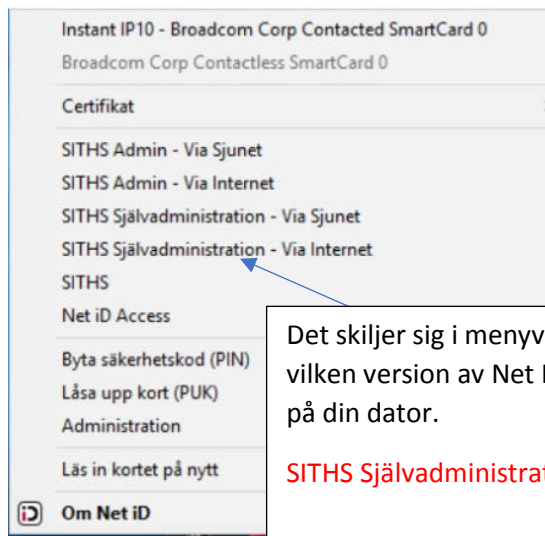 Instant IP10 - Broadcom Corp Contacted SmartCard 0
Broadcom Corp Contactless SmartCard 0
Certifikat
SITHS Admin - Via Sjunet
SITHS Admin - Via Internet
SITHS Självadministration - Via Sjunet
SITHS Självadministration - Via Internet
SITHS
Net iD Access
Byta säkerhetskod (PIN)
Låsa upp kort (PUK)
Administration
Läs in kortet på nytt
Om Net iD
Det skiljer sig i
vilken version av Net
på din dator.
SITHS